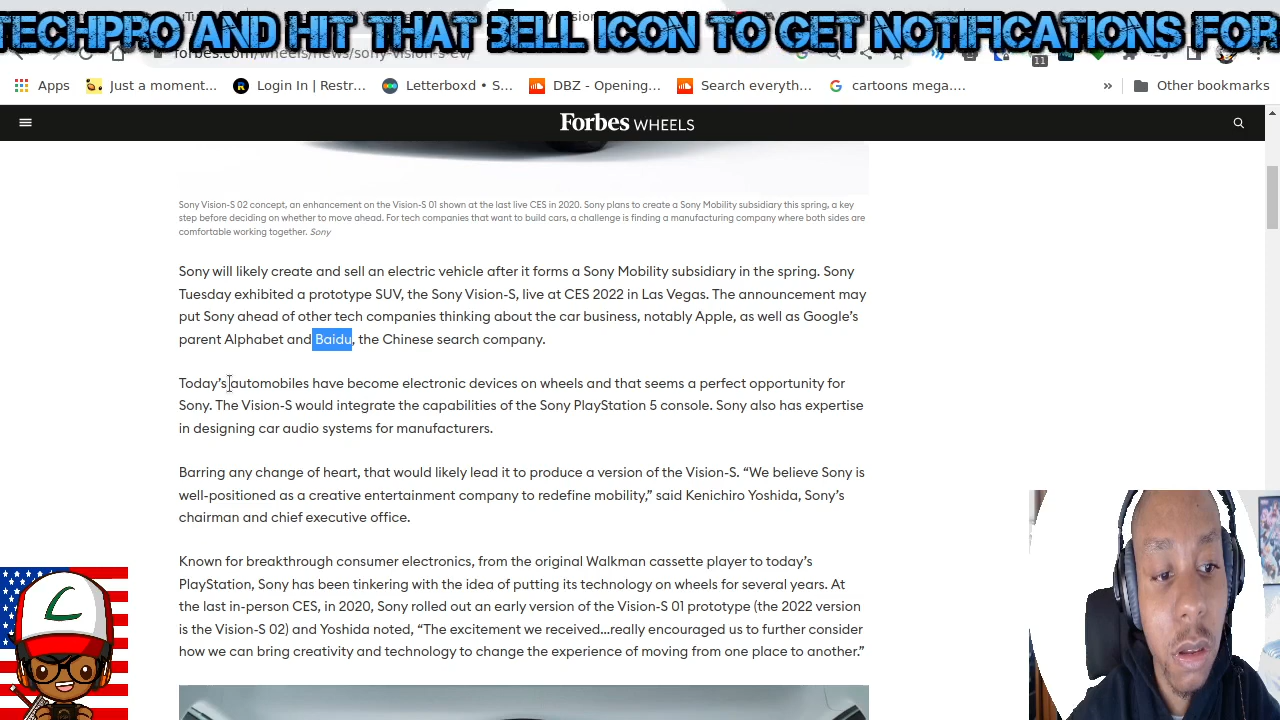 TECHPRO AND HIT THAT BELL ICON TO GET NOTIFICATIONS FOR
forbes.com/wheels/news/sony-vision-s-ev/
11
Apps
Just a moment...
Login In | Restr...
Letterboxd • S...
DBZ - Opening...
Search everyth...
cartoons mega....
»
Other bookmarks
Forbes WHEELS
Sony Vision-S 02 concept, an enhancement on the Vision-S 01 shown at the last live CES in 2020. Sony plans to create a Sony Mobility subsidiary this spring, a key
step before deciding on whether to move ahead. For tech companies that want to build cars, a challenge is finding a manufacturing company where both sides are
comfortable working together. Sony
Sony will likely create and sell an electric vehicle after it forms a Sony Mobility subsidiary in the spring. Sony
Tuesday exhibited a prototype SUV, the Sony Vision-S, live at CES 2022 in Las Vegas. The announcement may
put Sony ahead of other tech companies thinking about the car business, notably Apple, as well as Google’s
parent Alphabet and Baidu, the Chinese search company.
Today’s automobiles have become electronic devices on wheels and that seems a perfect opportunity for
Sony. The Vision-S would integrate the capabilities of the Sony PlayStation 5 console. Sony also has expertise
in designing car audio systems for manufacturers.
Barring any change of heart, that would likely lead it to produce a version of the Vision-S. “We believe Sony is
well-positioned as a creative entertainment company to redefine mobility,” said Kenichiro Yoshida, Sony’s
chairman and chief executive office.
Known for breakthrough consumer electronics, from the original Walkman cassette player to today’s
PlayStation, Sony has been tinkering with the idea of putting its technology on wheels for several years. At
the last in-person CES, in 2020, Sony rolled out an early version of the Vision-S 01 prototype (the 2022 version
is the Vision-S 02) and Yoshida noted, “The excitement we received...really encouraged us to further consider
how we can bring creativity and technology to change the experience of moving from one place to another.”